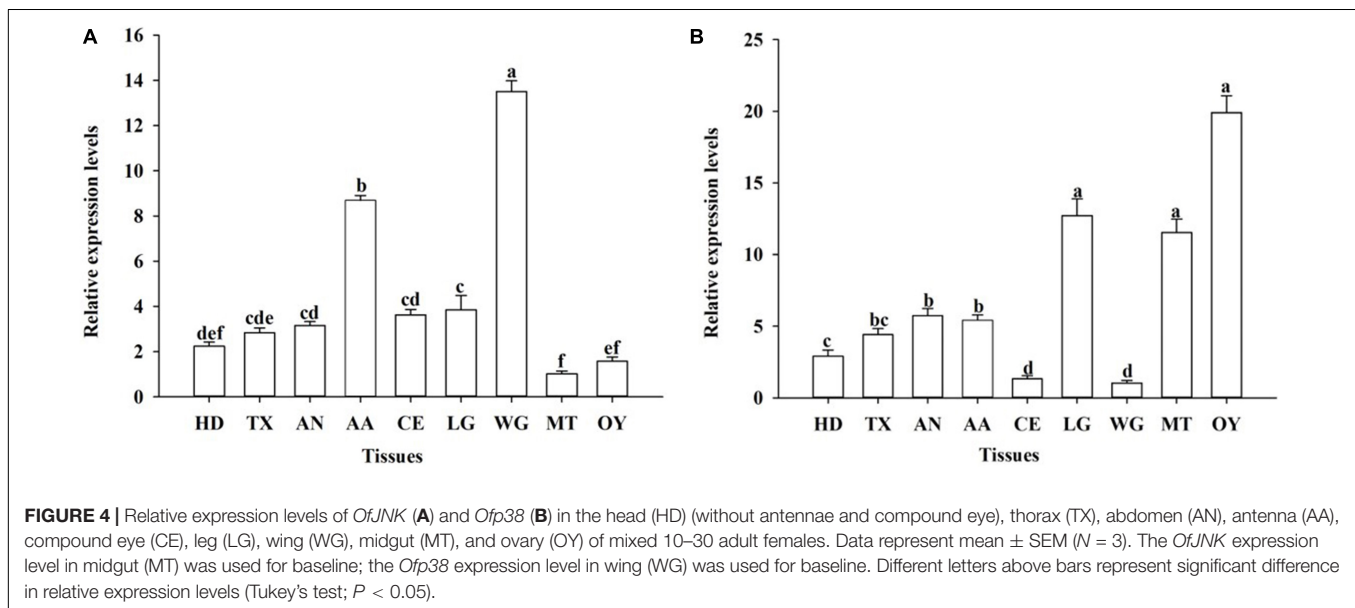 A
16
14
12
10
8
6
4
2
0
Relative expression levels
def
cde
cd
b
cd
c
a
f
ef
HD TX AN AA CE LG WG MT OY
Tissues
B
25
20
15
10
5
0
Relative expression levels
c
bc
b
b
d
a
d
a
a
HD TX AN AA CE LG WG MT OY
Tissues
FIGURE 4 | Relative expression levels of OfJNK (A) and Ofp38 (B) in the head (HD) (without antennae and compound eye), thorax (TX), abdomen (AN), antenna (AA),
compound eye (CE), leg (LG), wing (WG), midgut (MT), and ovary (OY) of mixed 10–30 adult females. Data represent mean ± SEM (N = 3). The OfJNK expression
level in midgut (MT) was used for baseline; the Ofp38 expression level in wing (WG) was used for baseline. Different letters above bars represent significant difference
in relative expression levels (Tukey's test; P < 0.05).